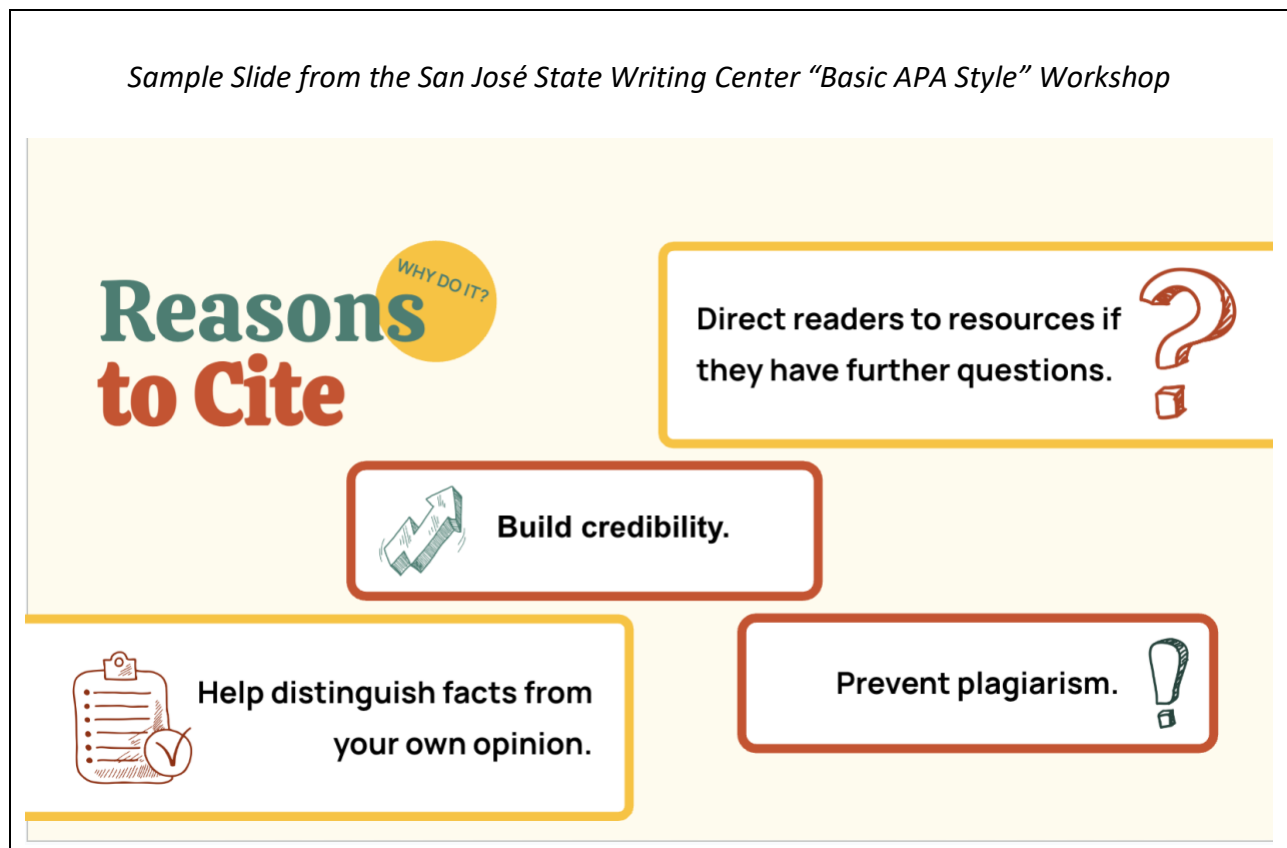 Sample Slide from the San José State Writing Center “Basic APA Style” Workshop
WHY DO IT?
Reasons
to Cite
Direct readers to resources if
they have further questions.
Build credibility.
Help distinguish facts from
your own opinion.
Prevent plagiarism.